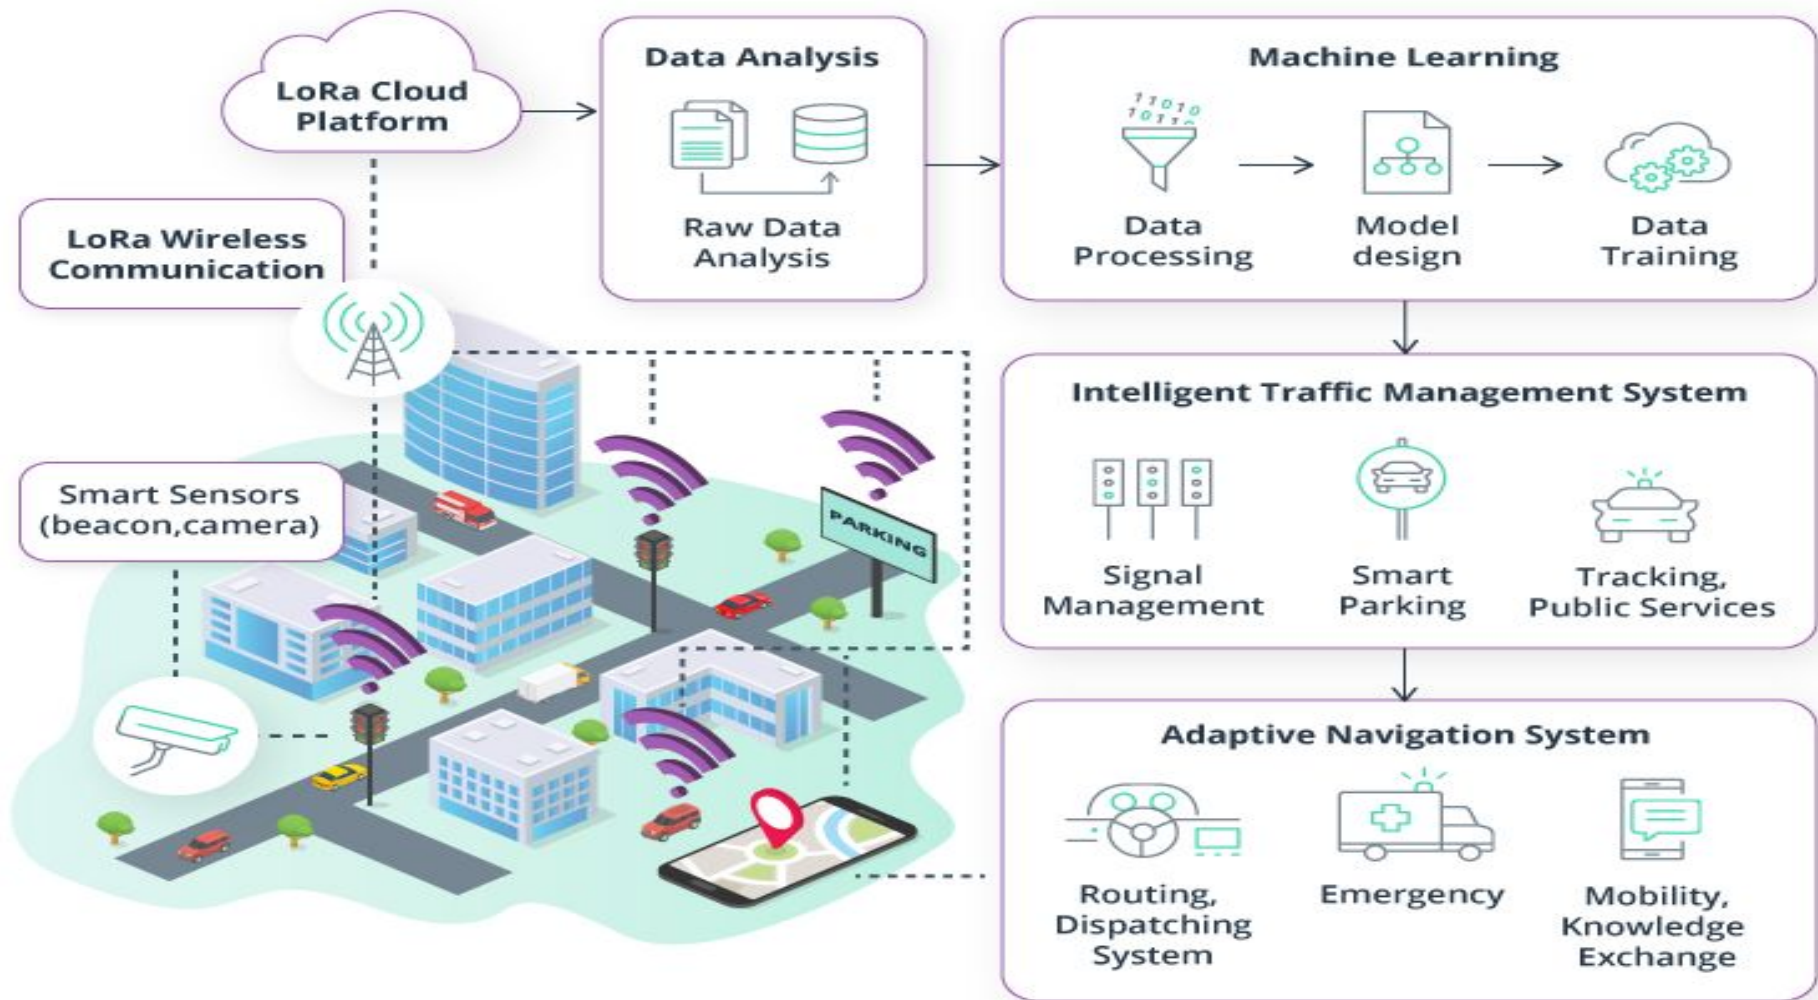 LoRa Cloud
Platform
Data Analysis
Raw Data
Analysis
Machine Learning
11010
10110
Data
Processing
Model
design
Data
Training
LoRa Wireless
Communication
Smart Sensors
(beacon,camera)
PARKING
Intelligent Traffic Management System
Signal
Management
Smart
Parking
Tracking,
Public Services
Adaptive Navigation System
Routing,
Dispatching
System
Emergency
Mobility,
Knowledge
Exchange